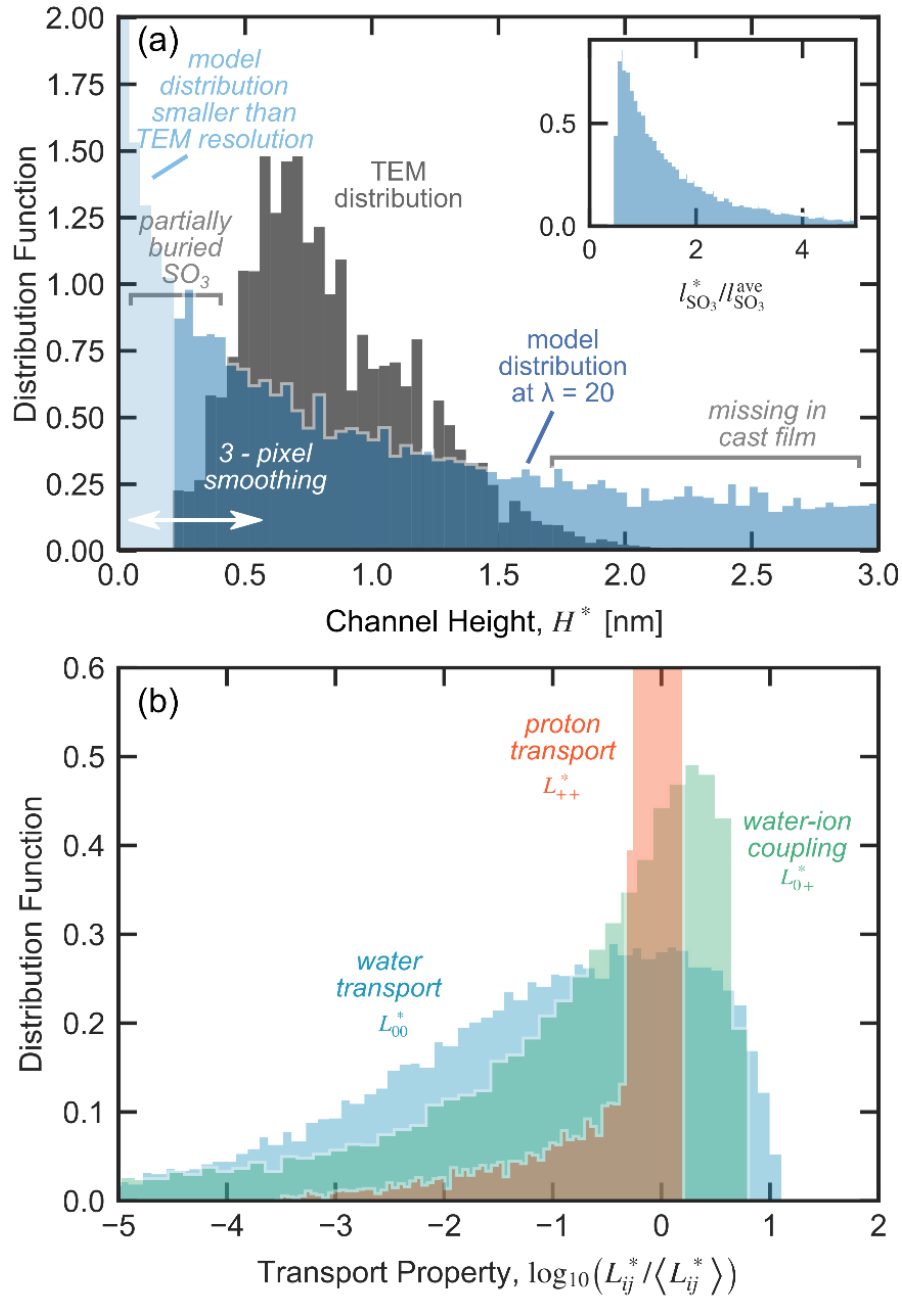 (a)
model
distribution
smaller than
TEM resolution
TEM
distribution
partially
buried
SO3
model
distribution
at λ = 20
missing in
cast film
3 - pixel
smoothing
0.5
0.0
0 2 4
l*SO3/l ave SO3
Distribution Function
2.00
1.75
1.50
1.25
1.00
0.75
0.50
0.25
0.00
0.0 0.5 1.0 1.5 2.0 2.5 3.0
Channel Height, H* [nm]
(b)
proton
transport
L*++
water-ion
coupling
L*0+
water
transport
L*00
Distribution Function
0.6
0.5
0.4
0.3
0.2
0.1
0.0
−5 −4 −3 −2 −1 0 1 2
Transport Property, log10(L*ij/⟨L*ij⟩)